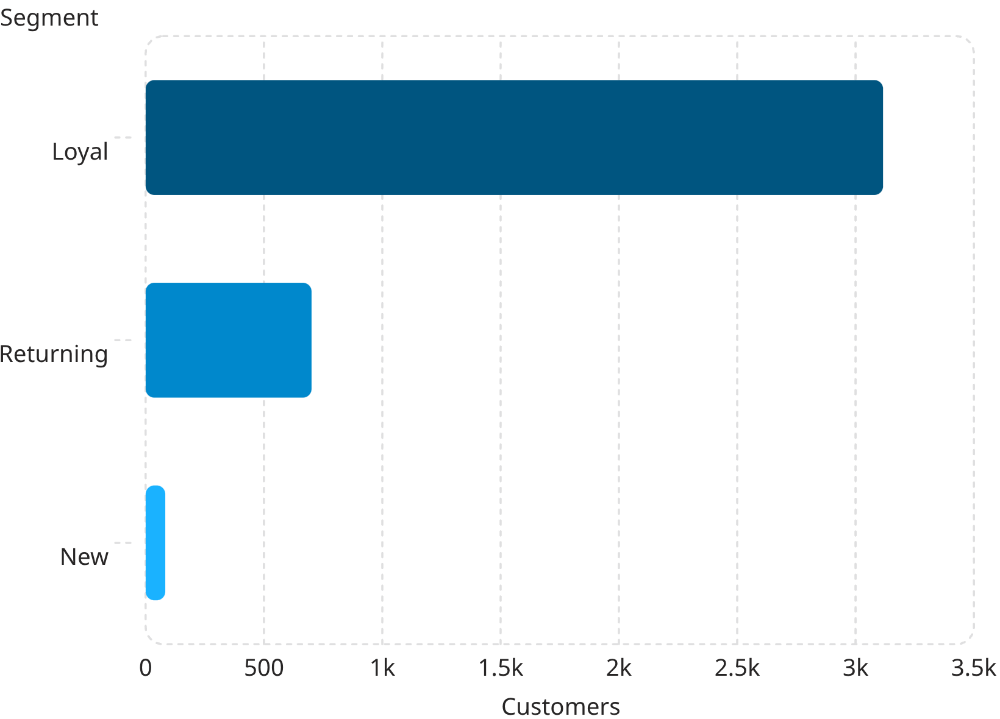 Segment
Loyal
Returning
New
0 500 1k 1.5k 2k 2.5k 3k 3.5k
Customers